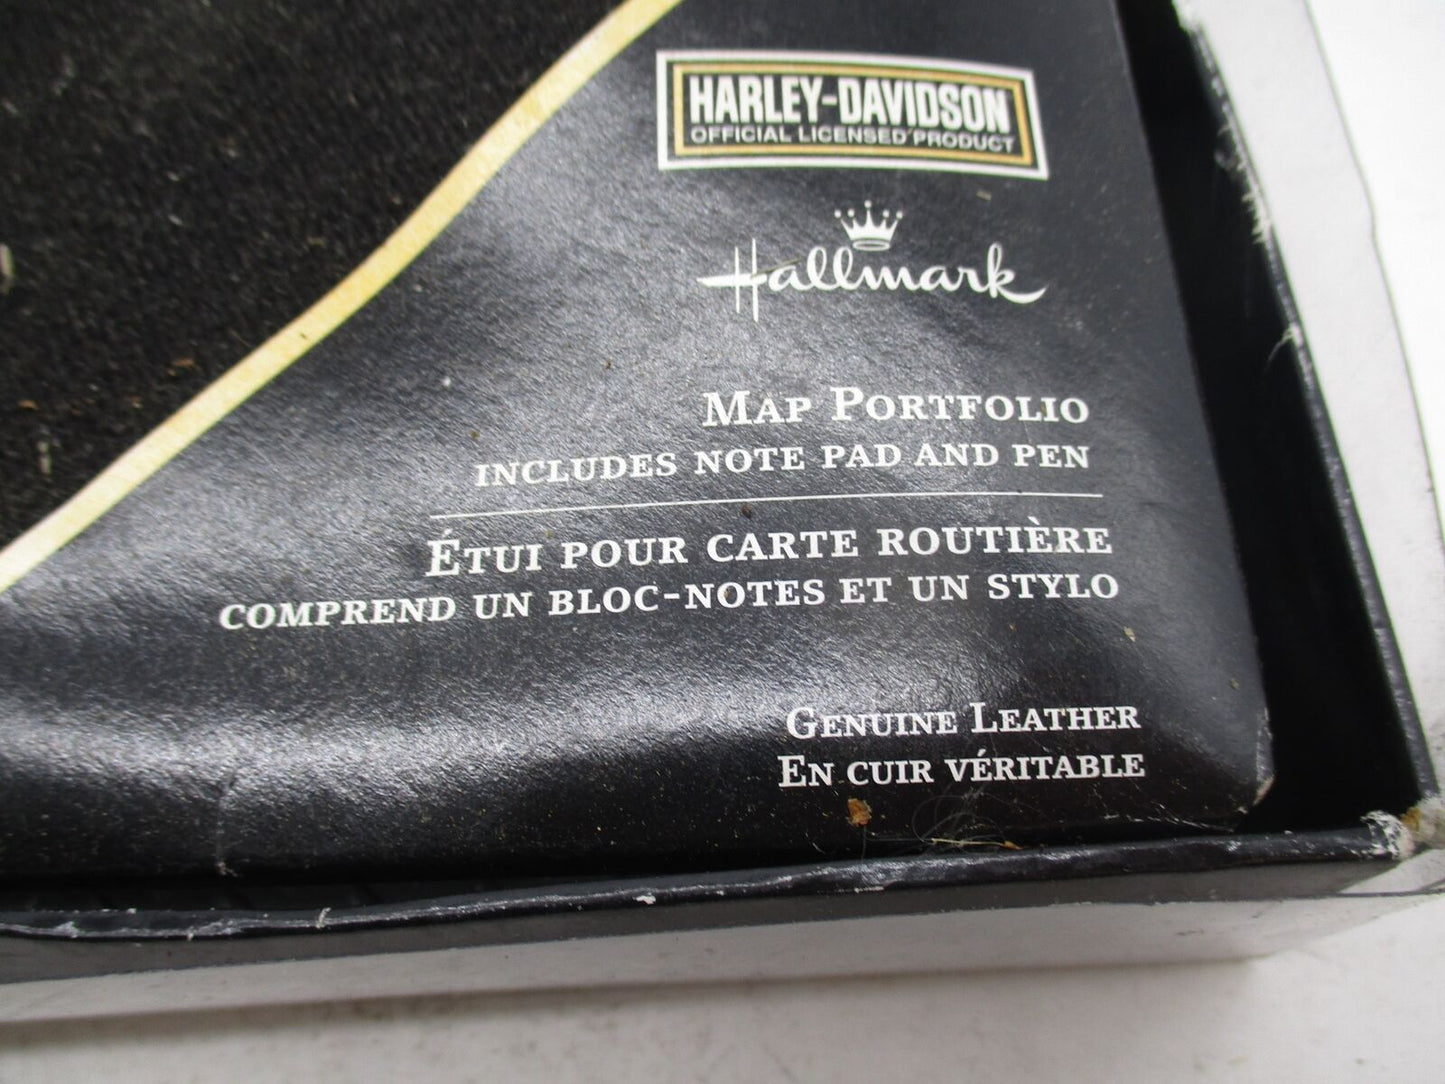 HARLEY-DAVIDSON
OFFICIAL LICENSED PRODUCT
Hallmark
MAP PORTFOLIO
INCLUDES NOTE PAD AND PEN
ÉTUI POUR CARTE ROUTIÈRE
COMPREND UN BLOC-NOTES ET UN STYLO
GENUINE LEATHER
EN CUIR VÉRITABLE